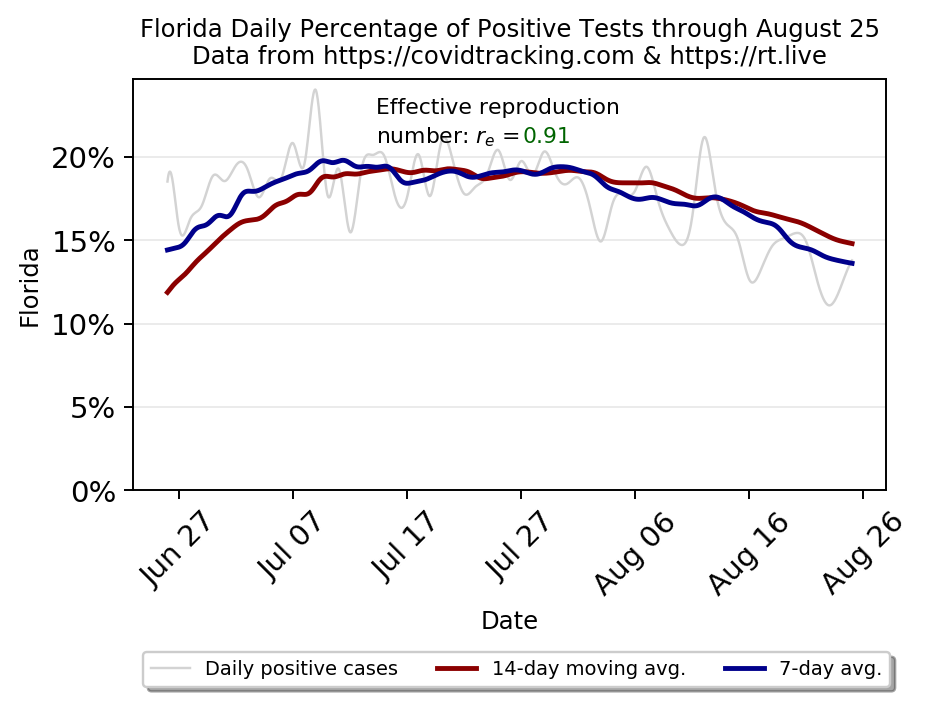 Florida Daily Percentage of Positive Tests through August 25
Data from https://covidtracking.com & https://rt.live
Effective reproduction
number: rₑ =0.91
20%
15%
10%
5%
0%
Florida
Jun 27
Jul 07
Jul 17
Jul 27
Aug 06
Aug 16
Aug 26
Date
Daily positive cases
14-day moving avg.
7-day avg.